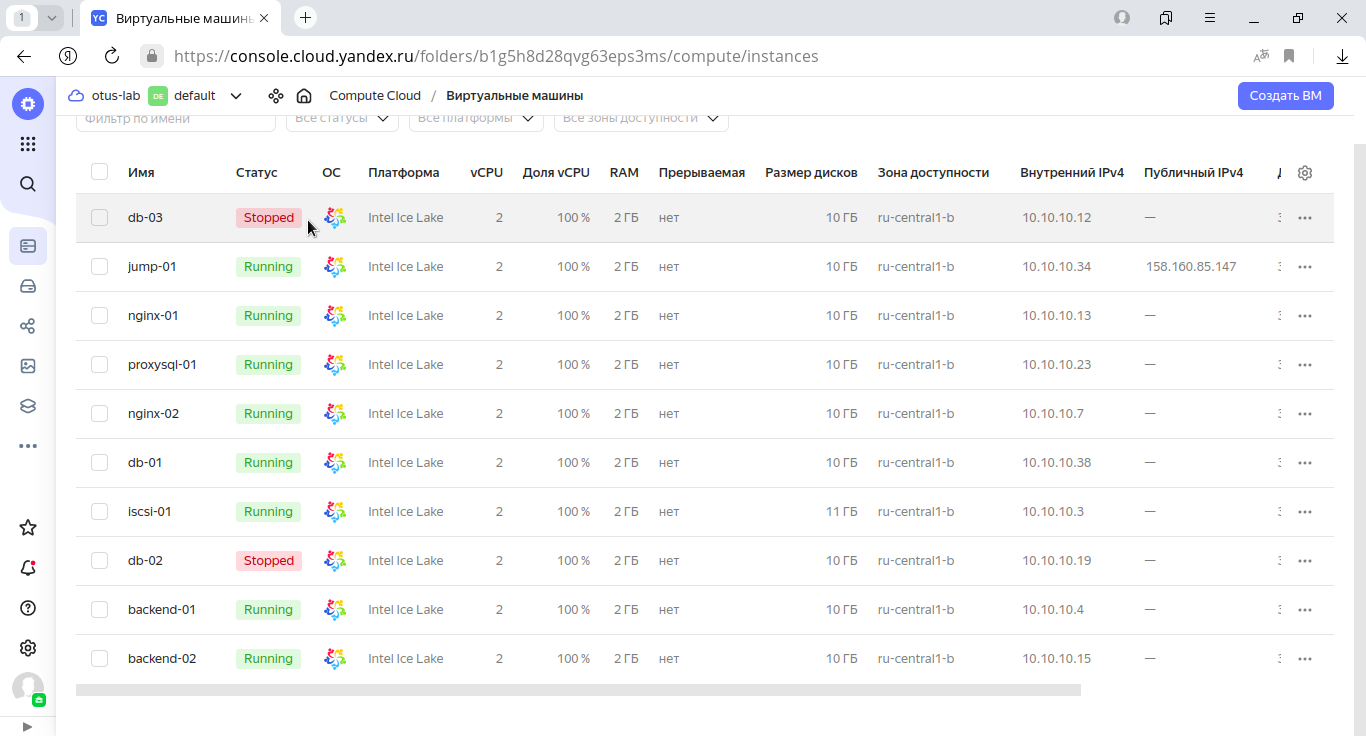 1
YC Виртуальные машины
https://console.cloud.yandex.ru/folders/b1g5h8d28qvg63eps3ms/compute/instances
otus-lab DE default Compute Cloud / Виртуальные машины Создать ВМ
Фильтр по имени Все статусы Все платформы Все зоны доступности
Имя Статус ОС Платформа vCPU Доля vCPU RAM Прерываемая Размер дисков Зона доступности Внутренний IPv4 Публичный IPv4
db-03 Stopped Intel Ice Lake 2 100 % 2 ГБ нет 10 ГБ ru-central1-b 10.10.10.12 —
jump-01 Running Intel Ice Lake 2 100 % 2 ГБ нет 10 ГБ ru-central1-b 10.10.10.34 158.160.85.147
nginx-01 Running Intel Ice Lake 2 100 % 2 ГБ нет 10 ГБ ru-central1-b 10.10.10.13 —
proxysql-01 Running Intel Ice Lake 2 100 % 2 ГБ нет 10 ГБ ru-central1-b 10.10.10.23 —
nginx-02 Running Intel Ice Lake 2 100 % 2 ГБ нет 10 ГБ ru-central1-b 10.10.10.7 —
db-01 Running Intel Ice Lake 2 100 % 2 ГБ нет 10 ГБ ru-central1-b 10.10.10.38 —
iscsi-01 Running Intel Ice Lake 2 100 % 2 ГБ нет 11 ГБ ru-central1-b 10.10.10.3 —
db-02 Stopped Intel Ice Lake 2 100 % 2 ГБ нет 10 ГБ ru-central1-b 10.10.10.19 —
backend-01 Running Intel Ice Lake 2 100 % 2 ГБ нет 10 ГБ ru-central1-b 10.10.10.4 —
backend-02 Running Intel Ice Lake 2 100 % 2 ГБ нет 10 ГБ ru-central1-b 10.10.10.15 —